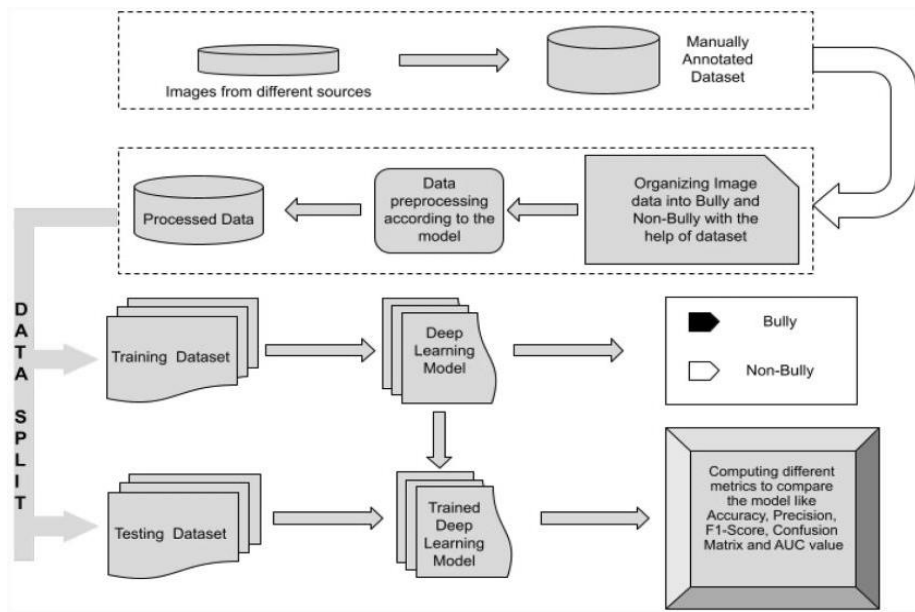 Images from different sources
Manually
Annotated
Dataset
Processed Data
Data
preprocessing
according to the
model
Organizing Image
data into Bully and
Non-Bully with the
help of dataset
DATA SPLIT
Training Dataset
Deep
Learning
Model
Bully
Non-Bully
Testing Dataset
Trained
Deep
Learning
Model
Computing different
metrics to compare
the model like
Accuracy, Precision,
F1-Score, Confusion
Matrix and AUC value